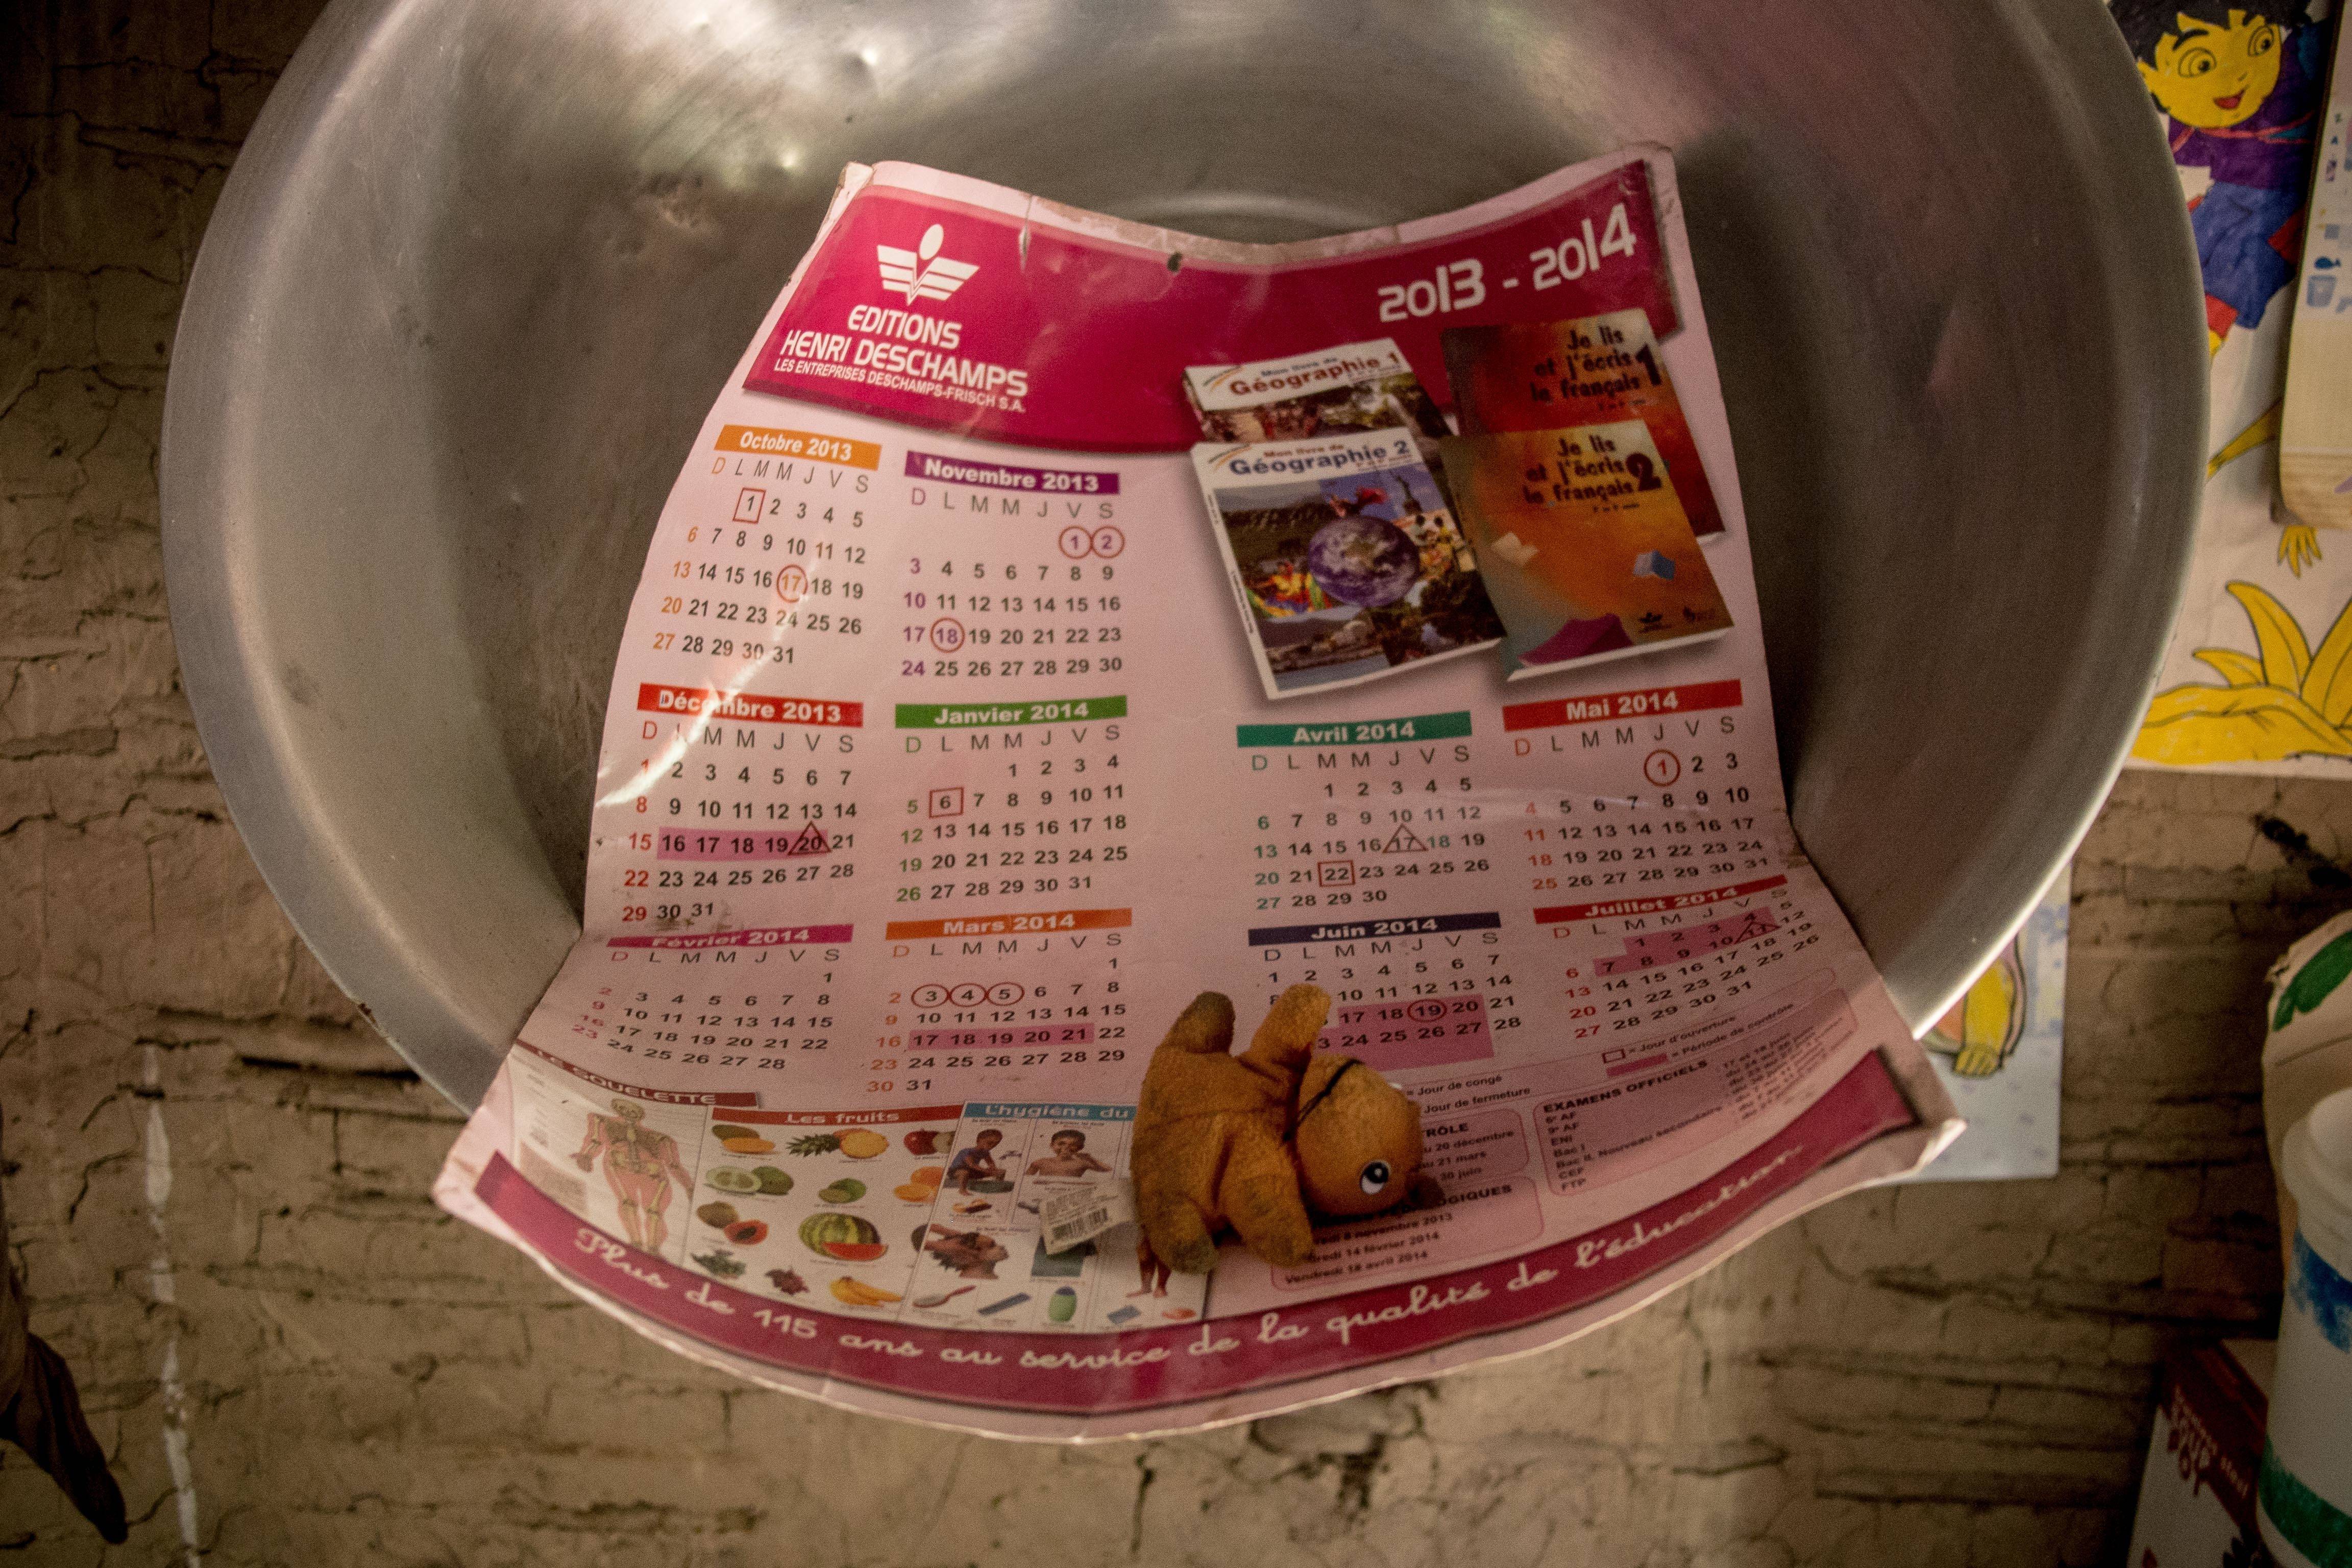 2013 - 2014
EDITIONS
HENRI DESCHAMPS
LES ENTREPRISES DESCHAMPS-FRISCH S.A.
Mon livre de
Géographie 1
Je lis
et l'écris
le français 1
Mon livre de
Géographie 2
Je lis
et l'écris
le français 2
Octobre 2013
D L M M J V S
1 2 3 4 5
6 7 8 9 10 11 12
13 14 15 16 17 18 19
20 21 22 23 24 25 26
27 28 29 30 31
Novembre 2013
D L M M J V S
1 2
3 4 5 6 7 8 9
10 11 12 13 14 15 16
17 18 19 20 21 22 23
24 25 26 27 28 29 30
Décembre 2013
D L M M J V S
1 2 3 4 5 6 7
8 9 10 11 12 13 14
15 16 17 18 19 20 21
22 23 24 25 26 27 28
29 30 31
Janvier 2014
D L M M J V S
1 2 3 4
5 6 7 8 9 10 11
12 13 14 15 16 17 18
19 20 21 22 23 24 25
26 27 28 29 30 31
Avril 2014
D L M M J V S
1 2 3 4 5
6 7 8 9 10 11 12
13 14 15 16 17 18 19
20 21 22 23 24 25 26
27 28 29 30
Mai 2014
D L M M J V S
1 2 3
4 5 6 7 8 9 10
11 12 13 14 15 16 17
18 19 20 21 22 23 24
25 26 27 28 29 30 31
Février 2014
D L M M J V S
1
2 3 4 5 6 7 8
9 10 11 12 13 14 15
16 17 18 19 20 21 22
23 24 25 26 27 28
Mars 2014
D L M M J V S
1
2 3 4 5 6 7 8
9 10 11 12 13 14 15
16 17 18 19 20 21 22
23 24 25 26 27 28 29
30 31
Juin 2014
D L M M J V S
1 2 3 4 5 6 7
8 10 11 12 13 14
17 18 19 20 21
3 24 25 26 27 28
Juillet 2014
D L M M J V S
1 2 3 4 5
6 7 8 9 10 11 12
13 14 15 16 17 18 19
20 21 22 23 24 25 26
27 28 29 30 31
= Jour d'ouverture
= Période de contrôle
= Jour de congé
Jour de fermeture
RÔLE
au 20 décembre
au 21 mars
30 juin
OGIQUES
redi 8 novembre 2013
dredi 14 février 2014
Vendredi 18 avril 2014
EXAMENS OFFICIELS
6e AF
9e AF
ENI
Bac I
Bac II, Nouveau secondaire
CEP
FTP
LE SQUELETTE
Les fruits
L'hygiène du
Plus de 115 ans au service de la qualité de l'éducation.